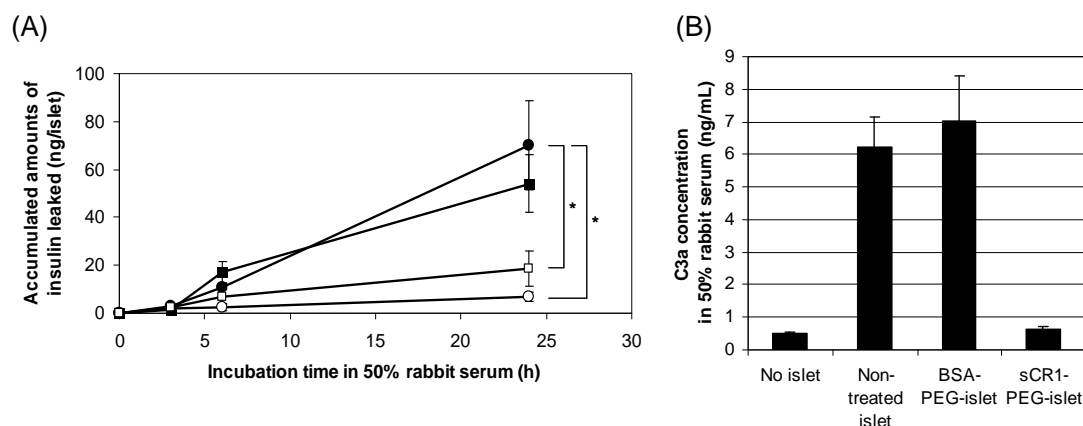 (A)
100
80
60
40
20
0
0 5 10 15 20 25 30
Accumulated amounts of
insulin leaked (ng/islet)
Incubation time in 50% rabbit serum (h)
*
*
(B)
9
8
7
6
5
4
3
2
1
0
C3a concentration
in 50% rabbit serum (ng/mL)
No islet
Non-
treated
islet
BSA-
PEG-islet
sCR1-
PEG-islet